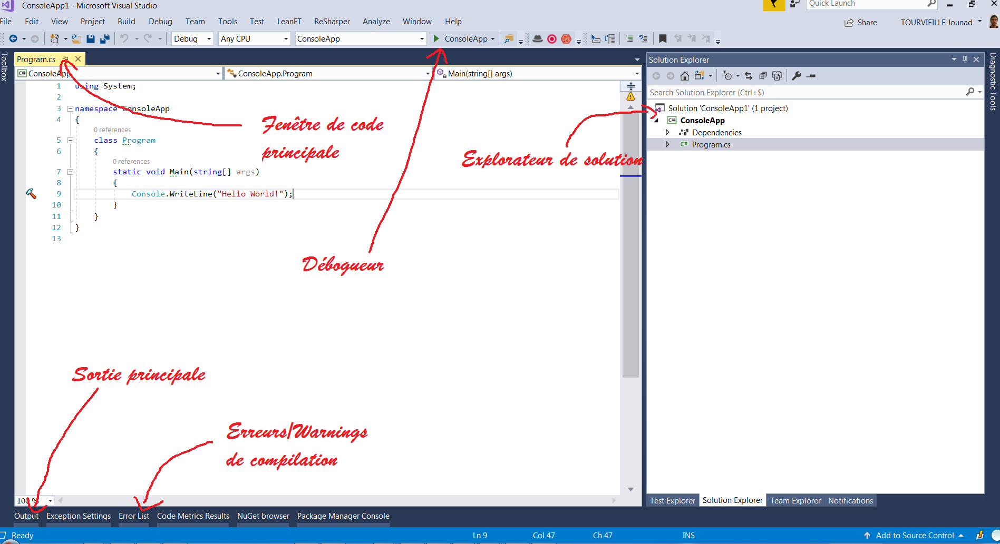 ConsoleApp1 - Microsoft Visual Studio
Quick Launch
File Edit View Project Build Debug Team Tools Test LeanFT ReSharper Analyze Window Help
Share TOURVIEILLE Jounad
Debug Any CPU ConsoleApp ConsoleApp
Toolbox
Program.cs
ConsoleApp ConsoleApp.Program Main(string[] args)
1 using System;
2
3 namespace ConsoleApp
4 {
0 references
5 class Program
6 {
0 references
7 static void Main(string[] args)
8 {
9 Console.WriteLine("Hello World!");
10 }
11 }
12 }
13
Fenêtre de code
principale
Explorateur de solution
Débogueur
Sortie principale
Erreurs/Warnings
de compilation
100 %
Output Exception Settings Error List Code Metrics Results NuGet browser Package Manager Console
Solution Explorer
Search Solution Explorer (Ctrl+$)
Solution 'ConsoleApp1' (1 project)
C# ConsoleApp
Dependencies
C# Program.cs
Test Explorer Solution Explorer Team Explorer Notifications
Diagnostic Tools
Ready Ln 9 Col 47 Ch 47 INS Add to Source Control